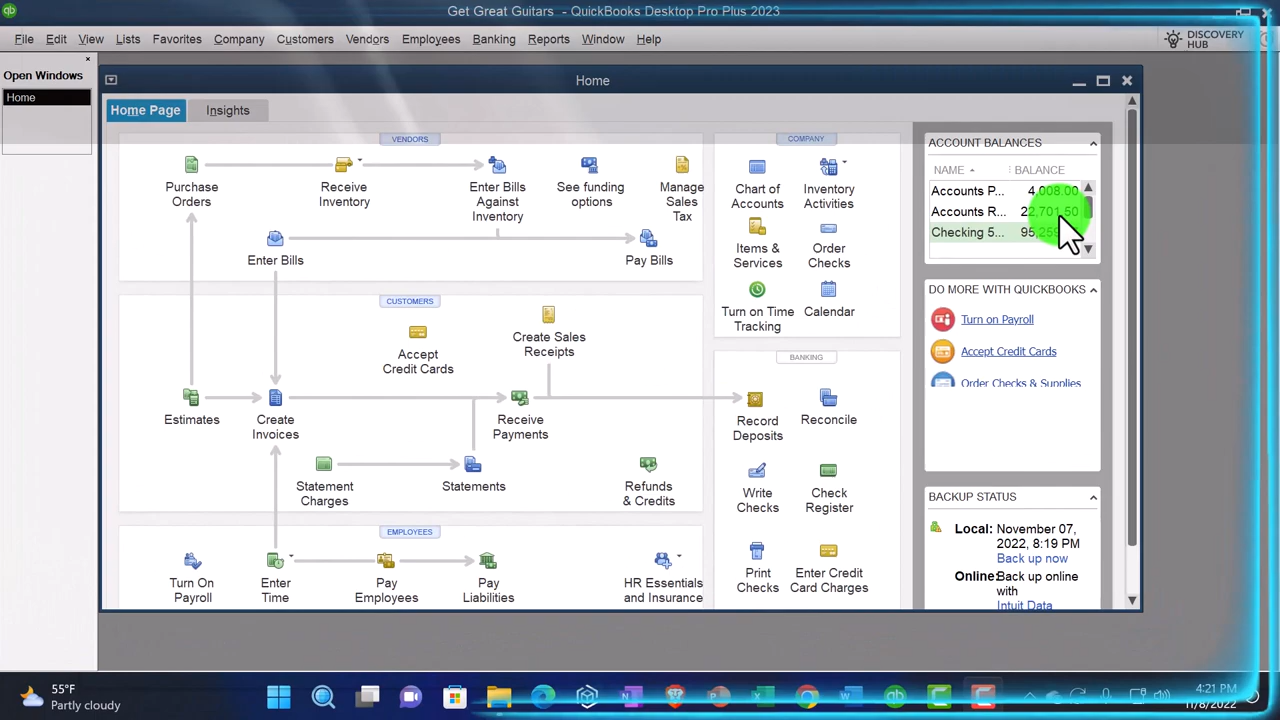 Get Great Guitars - QuickBooks Desktop Pro Plus 2023
File Edit View Lists Favorites Company Customers Vendors Employees Banking Reports Window Help
DISCOVERY
HUB
Open Windows
Home
Home
Home Page
Insights
VENDORS
Purchase
Orders
Receive
Inventory
Enter Bills
Against
Inventory
See funding
options
Manage
Sales
Tax
Enter Bills
Pay Bills
CUSTOMERS
Accept
Credit Cards
Create Sales
Receipts
Estimates
Create
Invoices
Receive
Payments
Statement
Charges
Statements
Refunds
& Credits
EMPLOYEES
Turn On
Payroll
Enter
Time
Pay
Employees
Pay
Liabilities
HR Essentials
and Insurance
COMPANY
Chart of
Accounts
Inventory
Activities
Items &
Services
Order
Checks
Turn on Time
Tracking
Calendar
BANKING
Record
Deposits
Reconcile
Write
Checks
Check
Register
Print
Checks
Enter Credit
Card Charges
ACCOUNT BALANCES
NAME BALANCE
Accounts P... 4,008.00
Accounts R... 22,701.50
Checking 5...
DO MORE WITH QUICKBOOKS
Turn on Payroll
Accept Credit Cards
Order Checks & Supplies
BACKUP STATUS
Local: November 07,
2022, 8:19 PM
Back up now
Online: Back up online
with
Intuit Data
55°F
Partly cloudy
4:21 PM
11/8/2022